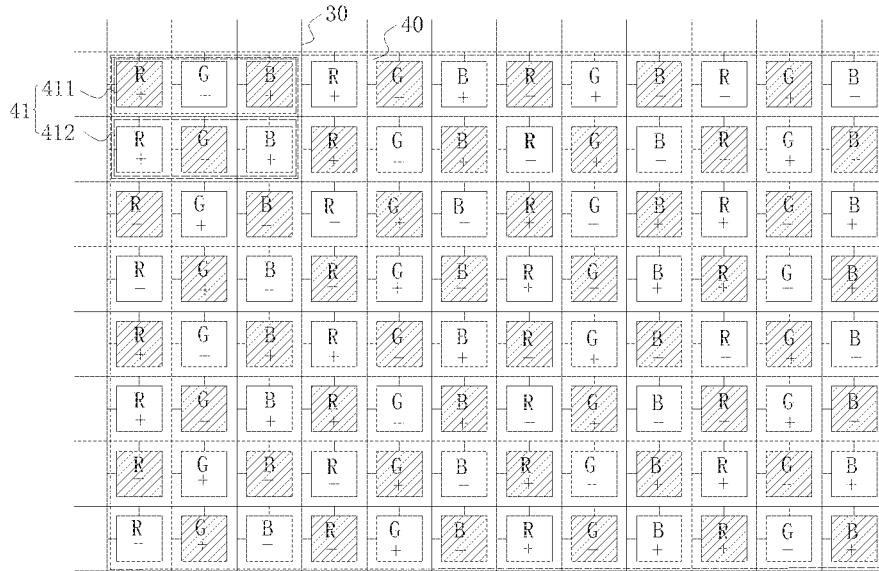 30 40
R G B R G B R G B R G B
411 + -- + + - + - + - - + -
41
412 R G B R G B R G B R G B
+ -- + + -- + - + - -- + --
R G B R G B R G B R G B
- + - - + - + - + + - +
R G B R G B R G B R G B
- + -- - + - + - + + -- +
R G B R G B R G B R G B
+ -- + + - + - + - -- + --
R G B R G B R G B R G B
+ - + + -- + - + -- - + -
R G B R G B R G B R G B
- + - - + - + -- + + - +
R G B R G B R G B R G B
-- + - - + - + - + + - +